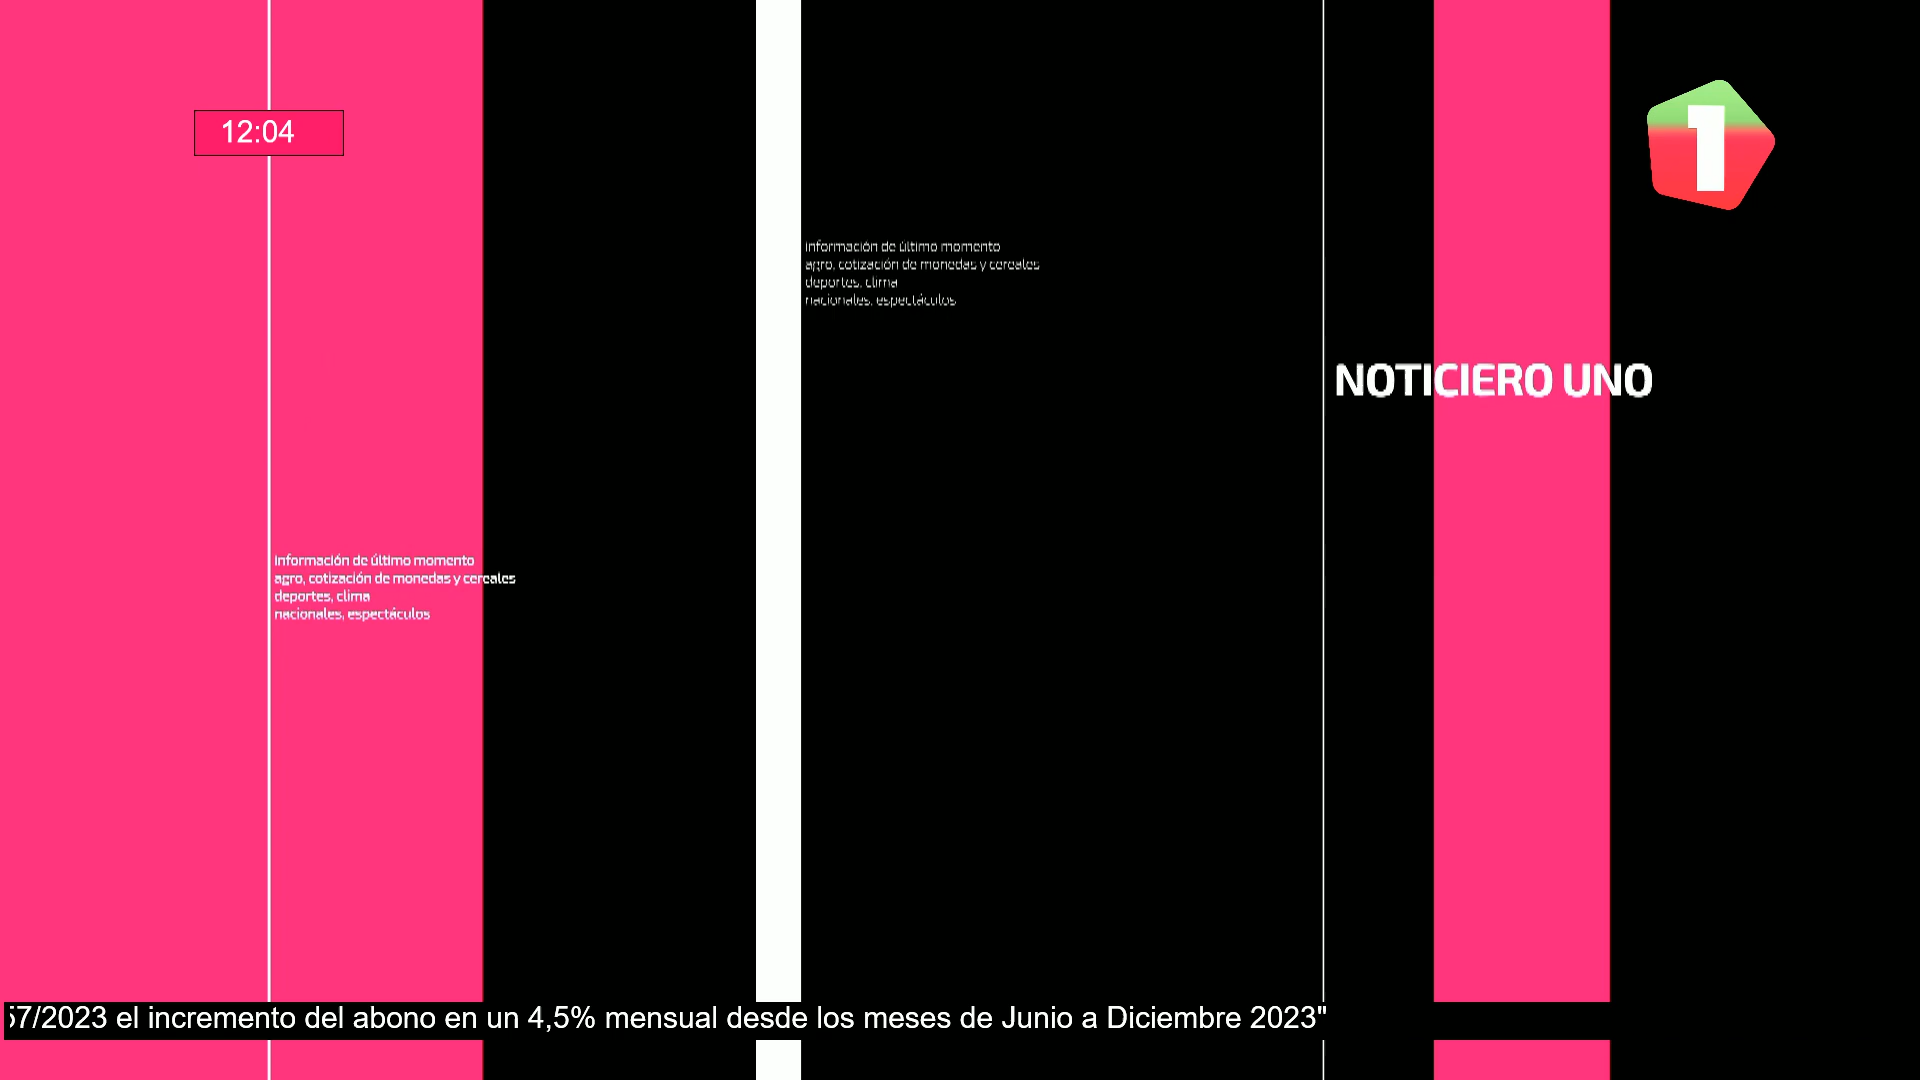 12:04
1
información de último momento
agro, cotización de monedas y cereales
deportes, clima
nacionales, espectáculos
NOTICIERO UNO
información de último momento
agro, cotización de monedas y cereales
deportes, clima
nacionales, espectáculos
7/2023 el incremento del abono en un 4,5% mensual desde los meses de Junio a Diciembre 2023"